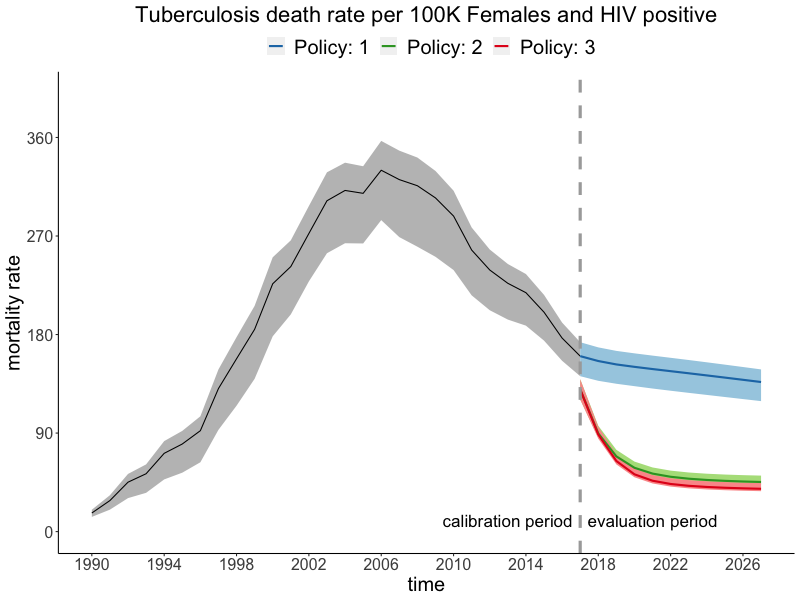 Tuberculosis death rate per 100K Females and HIV positive
Policy: 1 Policy: 2 Policy: 3
360
270
180
90
0
mortality rate
calibration period evaluation period
1990 1994 1998 2002 2006 2010 2014 2018 2022 2026
time